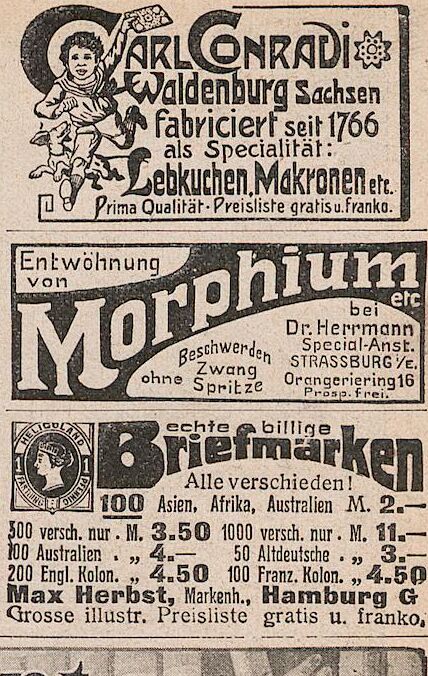 CARL CONRADI
Waldenburg Sachsen
fabriciert seit 1766
als Specialität:
Lebkuchen, Makronen etc.
Prima Qualität · Preisliste gratis u. franko.
Entwöhnung
von
Morphium
etc
bei
Dr. Herrmann
Special-Anst.
STRASSBURG i/E.
Orangeriering 16
Prosp. frei.
Beschwerden
Zwang
ohne Spritze
HELIGOLAND
1 1
echte billige
Briefmarken
Alle verschieden!
100 Asien, Afrika, Australien M. 2.—
300 versch. nur . M. 3.50 1000 versch. nur . M. 11.—
100 Australien . „ 4.— 50 Altdeutsche . „ 3.—
200 Engl. Kolon. „ 4.50 100 Franz. Kolon. „ 4.50
Max Herbst, Markenh., Hamburg G
Grosse illustr. Preisliste gratis u. franko.